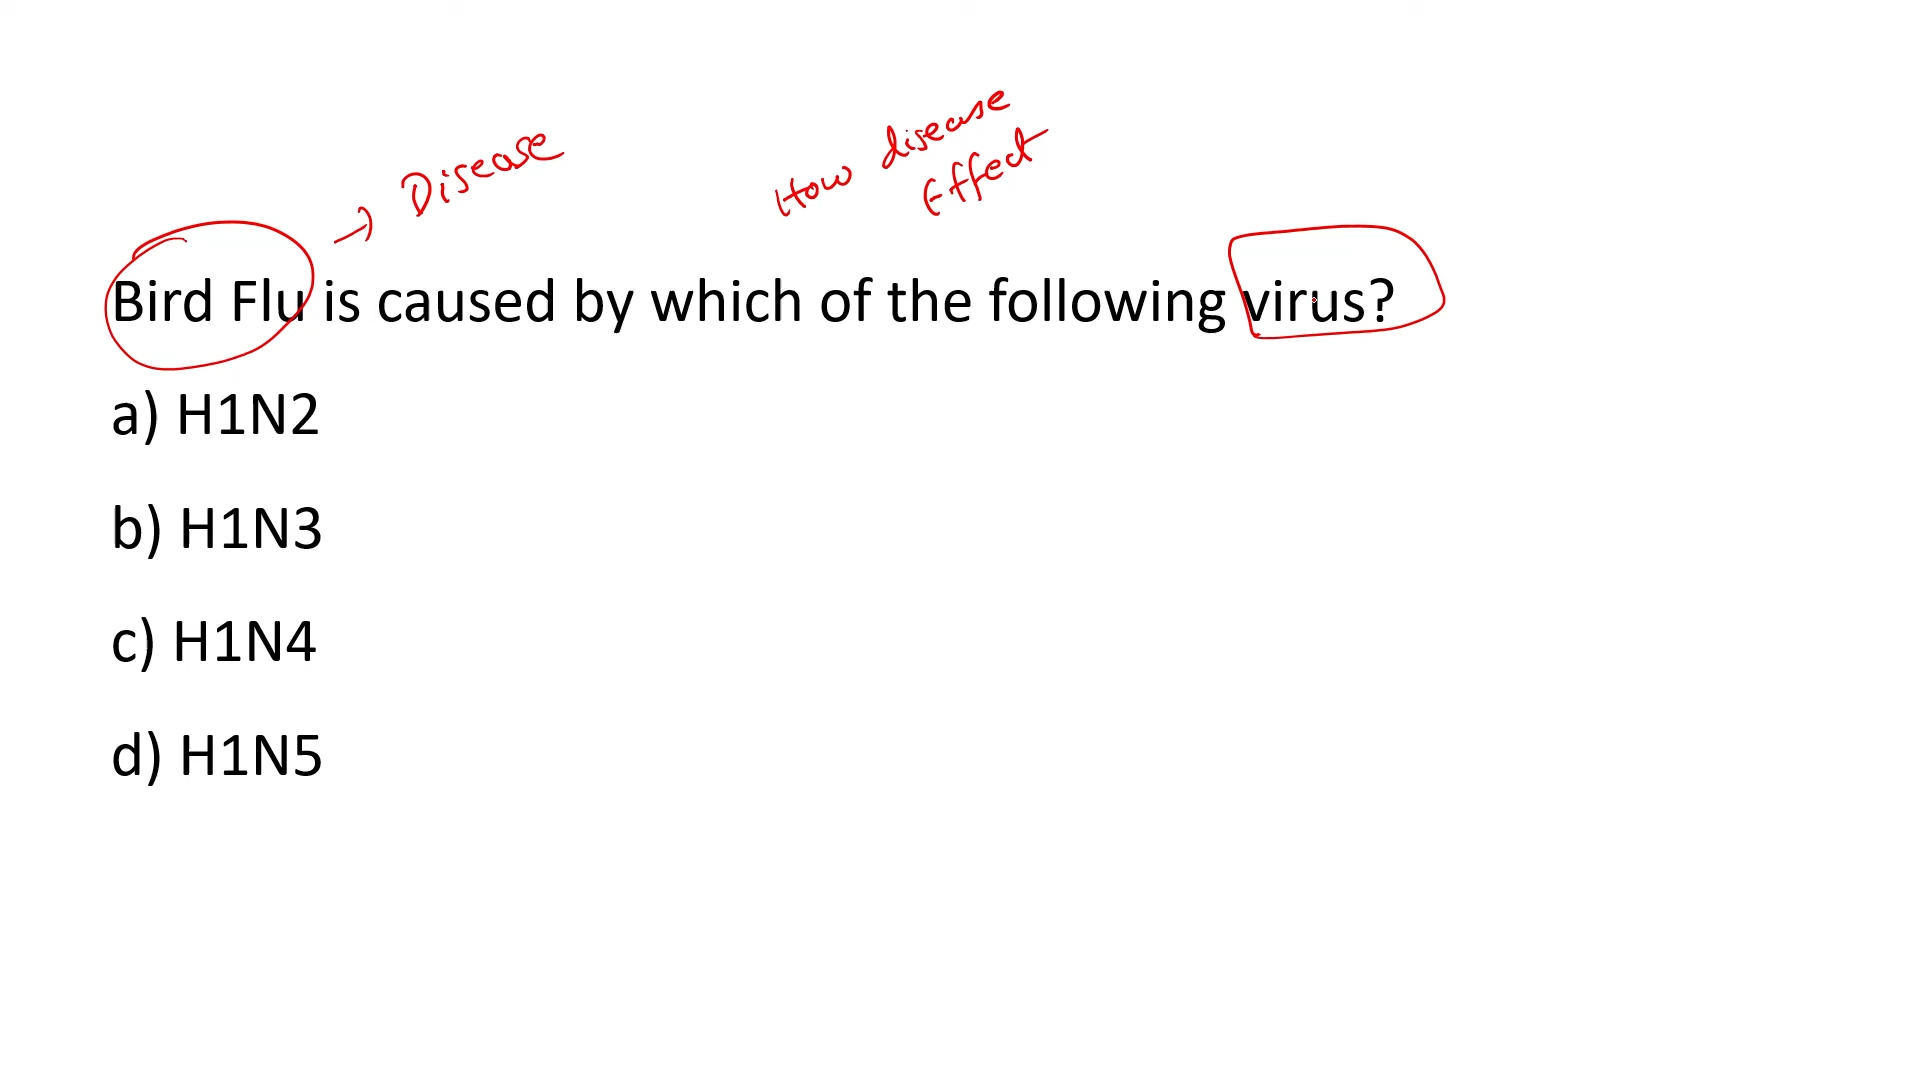 Disease
How disease
Effect
Bird Flu is caused by which of the following virus?
a) H1N2
b) H1N3
c) H1N4
d) H1N5